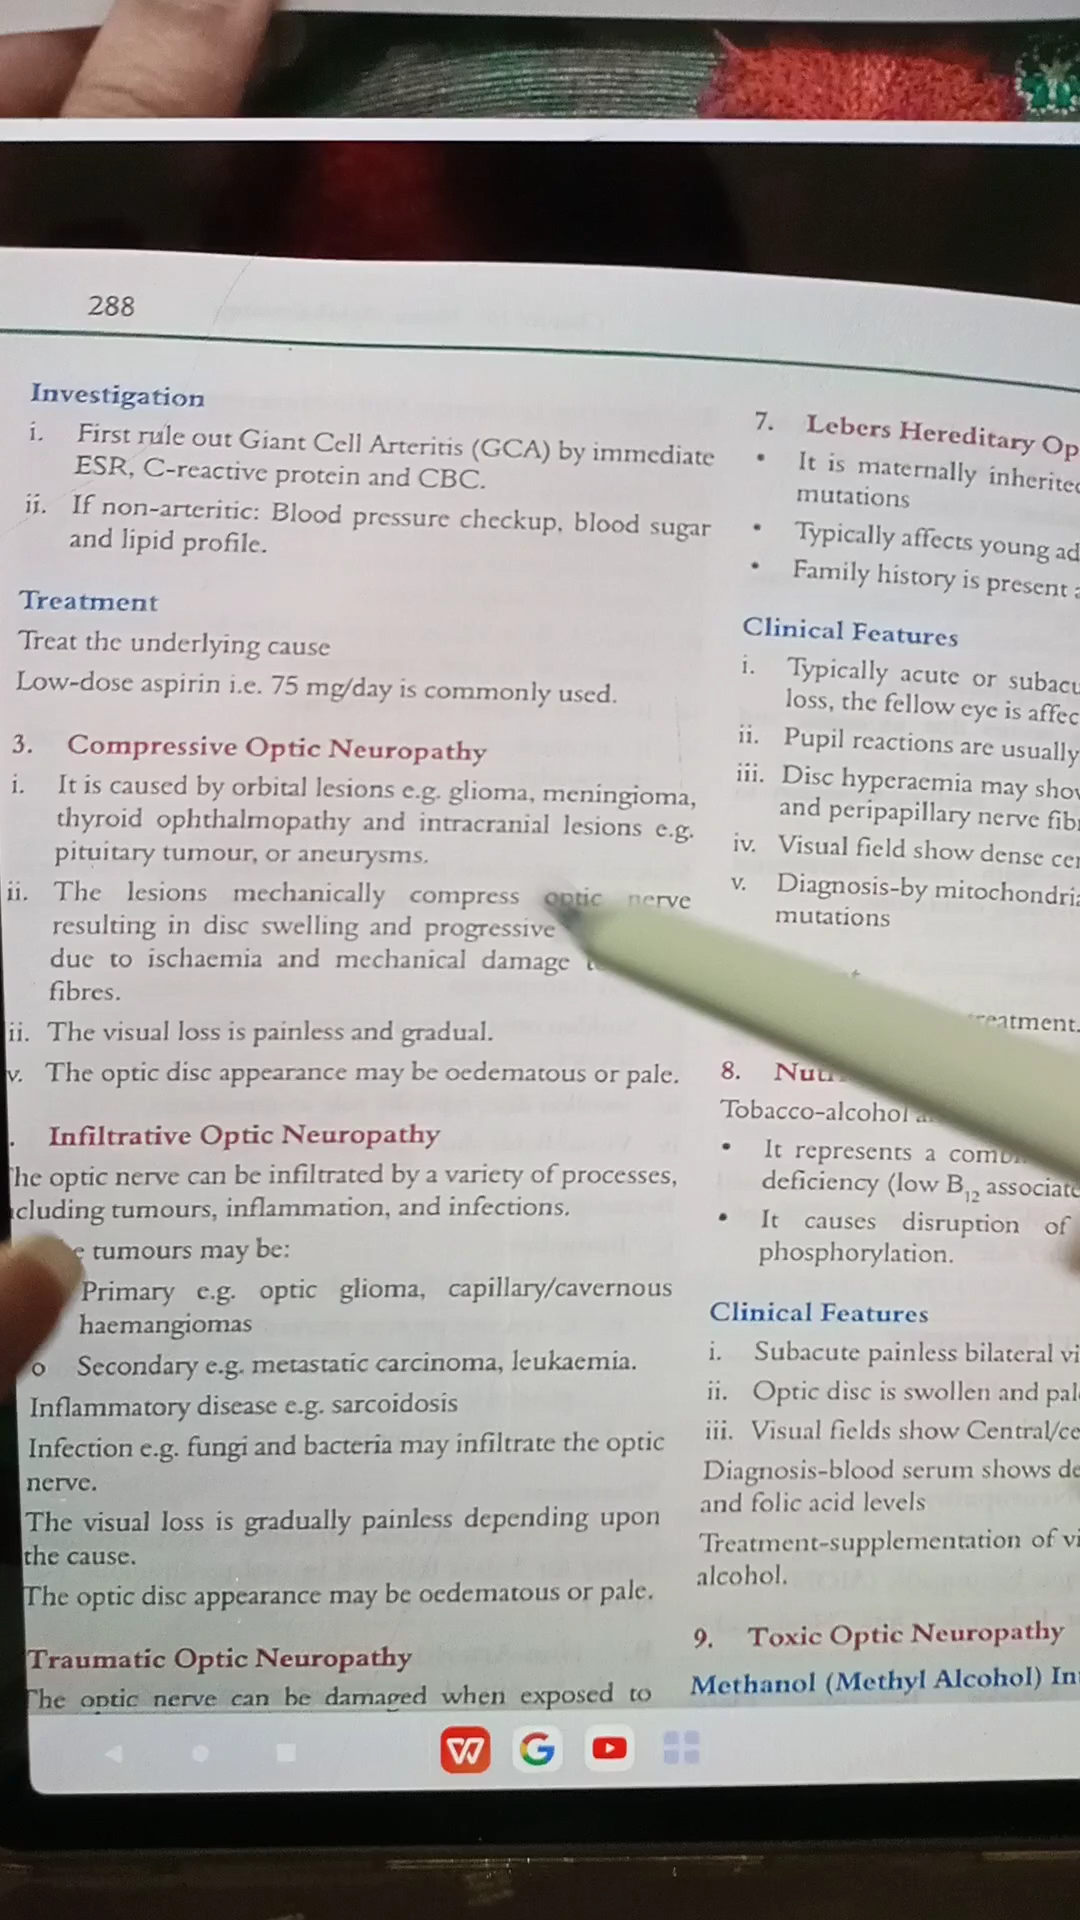 288
Investigation
i. First rule out Giant Cell Arteritis (GCA) by immediate
ESR, C-reactive protein and CBC.
ii. If non-arteritic: Blood pressure checkup, blood sugar
and lipid profile.
Treatment
Treat the underlying cause
Low-dose aspirin i.e. 75 mg/day is commonly used.
3. Compressive Optic Neuropathy
i. It is caused by orbital lesions e.g. glioma, meningioma,
thyroid ophthalmopathy and intracranial lesions e.g.
pituitary tumour, or aneurysms.
ii. The lesions mechanically compress optic nerve
resulting in disc swelling and progressive
due to ischaemia and mechanical damage
fibres.
ii. The visual loss is painless and gradual.
v. The optic disc appearance may be oedematous or pale.
. Infiltrative Optic Neuropathy
he optic nerve can be infiltrated by a variety of processes,
cluding tumours, inflammation, and infections.
e tumours may be:
Primary e.g. optic glioma, capillary/cavernous
haemangiomas
o Secondary e.g. metastatic carcinoma, leukaemia.
Inflammatory disease e.g. sarcoidosis
Infection e.g. fungi and bacteria may infiltrate the optic
nerve.
The visual loss is gradually painless depending upon
the cause.
The optic disc appearance may be oedematous or pale.
Traumatic Optic Neuropathy
The optic nerve can be damaged when exposed to
7. Lebers Hereditary Op
• It is maternally inherited
mutations
• Typically affects young ad
• Family history is present
Clinical Features
i. Typically acute or subacu
loss, the fellow eye is affec
ii. Pupil reactions are usually
iii. Disc hyperaemia may show
and peripapillary nerve fib
iv. Visual field show dense cen
v. Diagnosis-by mitochondria
mutations
reatment.
8. Nut
Tobacco-alcohol
• It represents a comb
deficiency (low B12 associate
• It causes disruption of
phosphorylation.
Clinical Features
i. Subacute painless bilateral vi
ii. Optic disc is swollen and pal
iii. Visual fields show Central/ce
Diagnosis-blood serum shows de
and folic acid levels
Treatment-supplementation of vi
alcohol.
9. Toxic Optic Neuropathy
Methanol (Methyl Alcohol) In